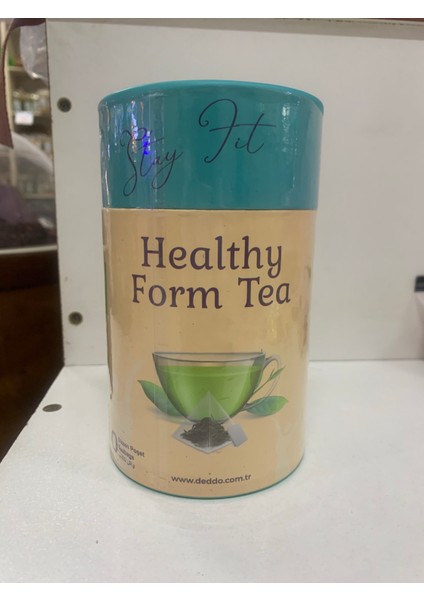 Stay Fit
Healthy
Form Tea
www.deddo.com.tr